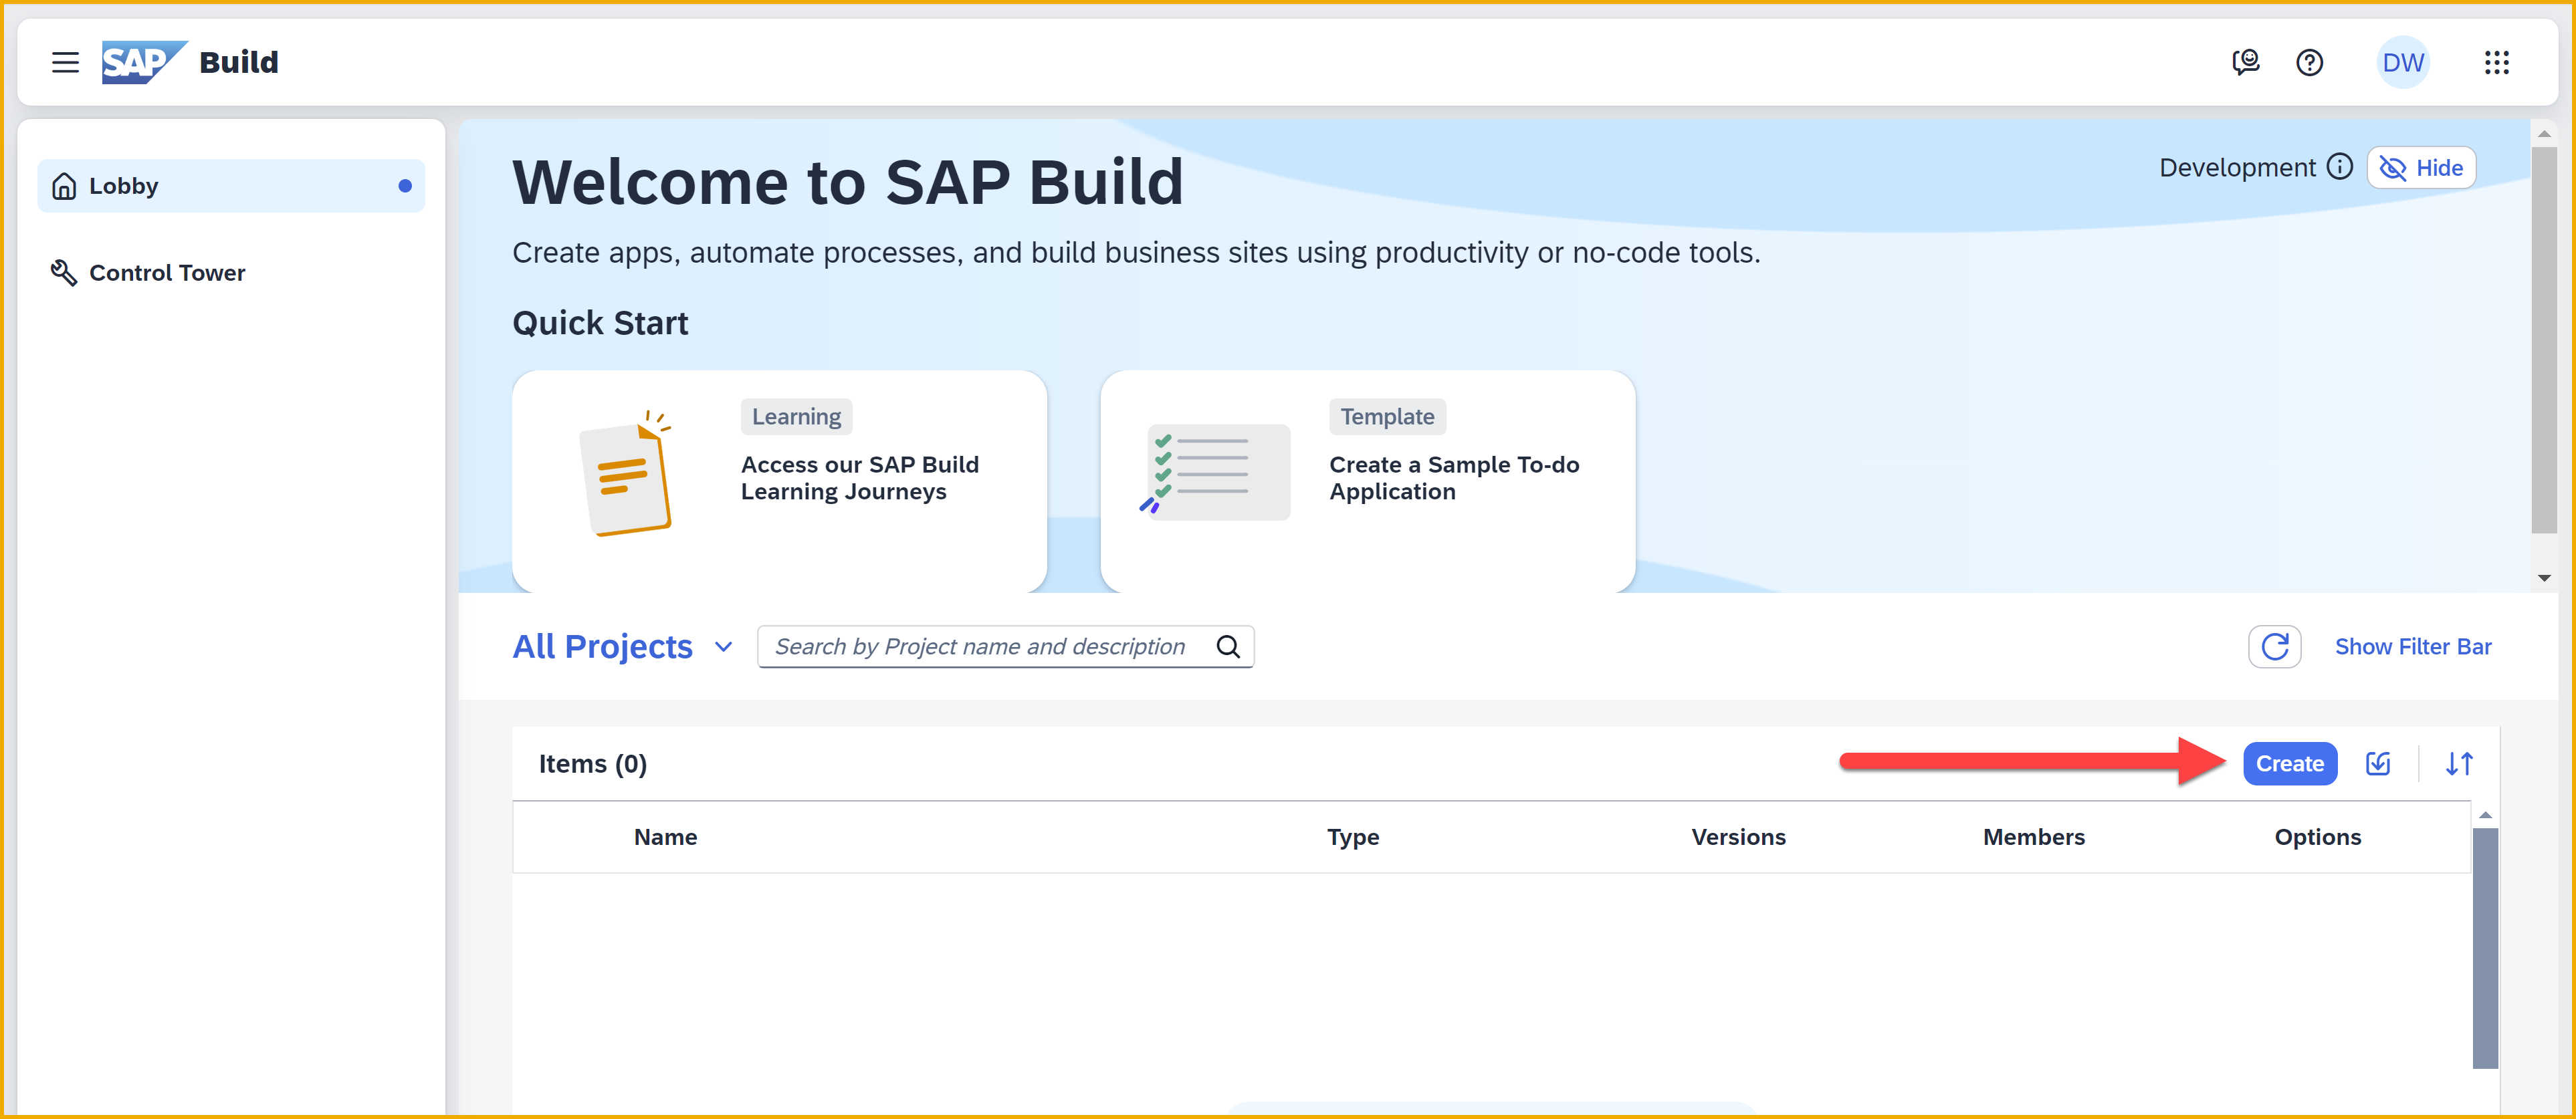 SAP Build
DW
Lobby
Control Tower
Welcome to SAP Build
Development
Hide
Create apps, automate processes, and build business sites using productivity or no-code tools.
Quick Start
Learning
Access our SAP Build
Learning Journeys
Template
Create a Sample To-do
Application
All Projects
Search by Project name and description
Show Filter Bar
Items (0)
Create
Name Type Versions Members Options